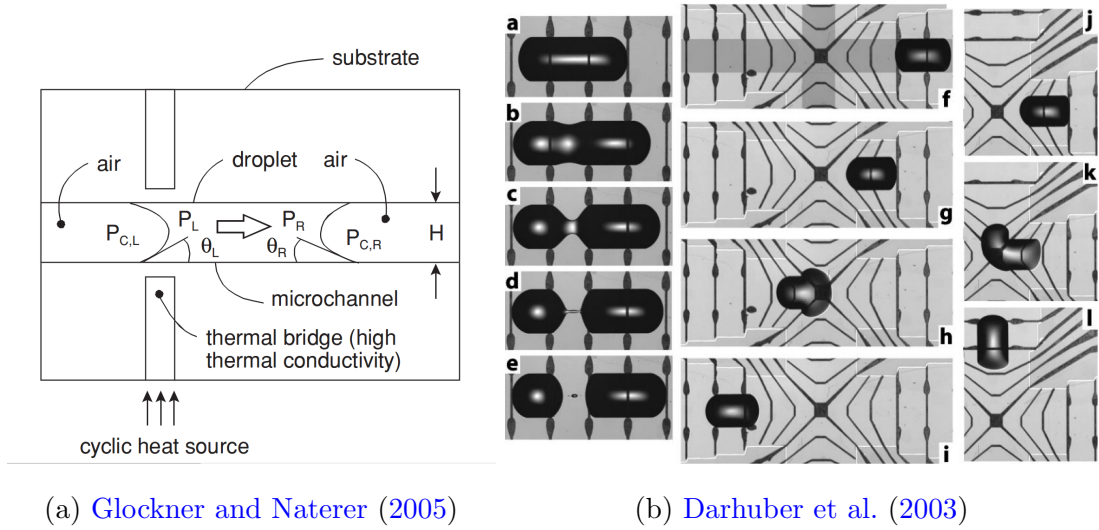 substrate
air
droplet
air
P_C,L
P_L
θ_L
P_R
θ_R
P_C,R
H
microchannel
thermal bridge (high
thermal conductivity)
cyclic heat source
a
b
c
d
e
f
g
h
i
j
k
l
(a) Glockner and Naterer (2005)
(b) Darhuber et al. (2003)